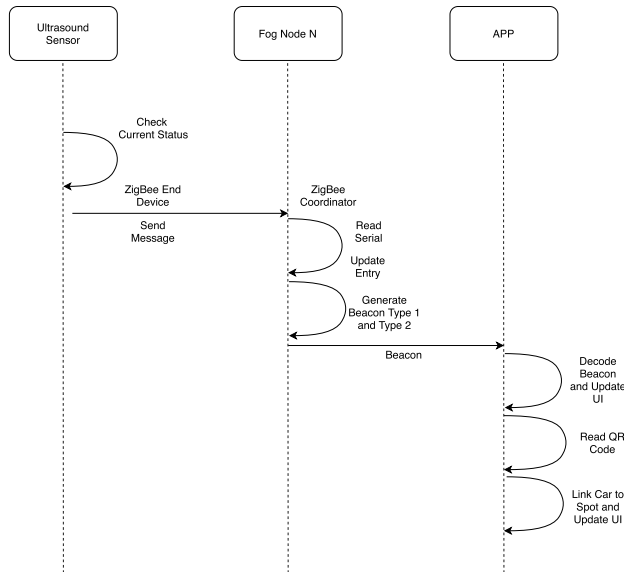 Ultrasound
Sensor
Fog Node N
APP
Check
Current Status
ZigBee End
Device
ZigBee
Coordinator
Send
Message
Read
Serial
Update
Entry
Generate
Beacon Type 1
and Type 2
Beacon
Decode
Beacon
and Update
UI
Read QR
Code
Link Car to
Spot and
Update UI